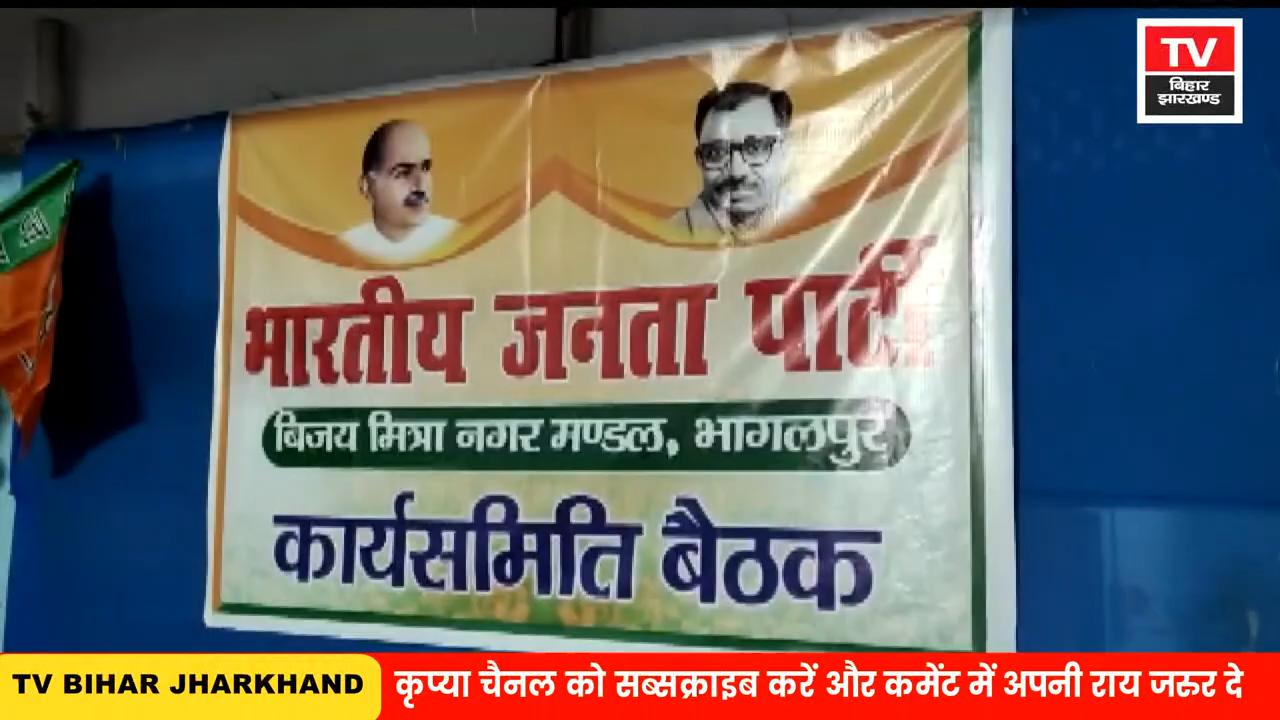 TV
बिहार
झारखण्ड
भारतीय जनता पार्टी
बिजय मित्रा नगर मण्डल, भागलपुर
कार्यसमिति बैठक
TV BIHAR JHARKHAND
कृप्या चैनल को सब्सक्राइब करें और कमेंट में अपनी राय जरुर दे